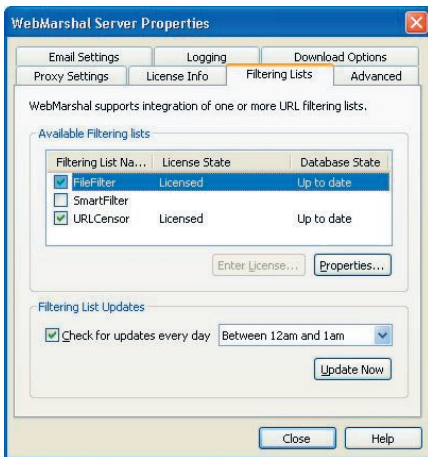 WebMarshal Server Properties
Email Settings Logging Download Options
Proxy Settings License Info Filtering Lists Advanced
WebMarshal supports integration of one or more URL filtering lists.
Available Filtering lists
Filtering List Na... License State Database State
FileFilter Licensed Up to date
SmartFilter
URLCensor Licensed Up to date
Enter License... Properties...
Filtering List Updates
Check for updates every day Between 12am and 1am
Update Now
Close Help